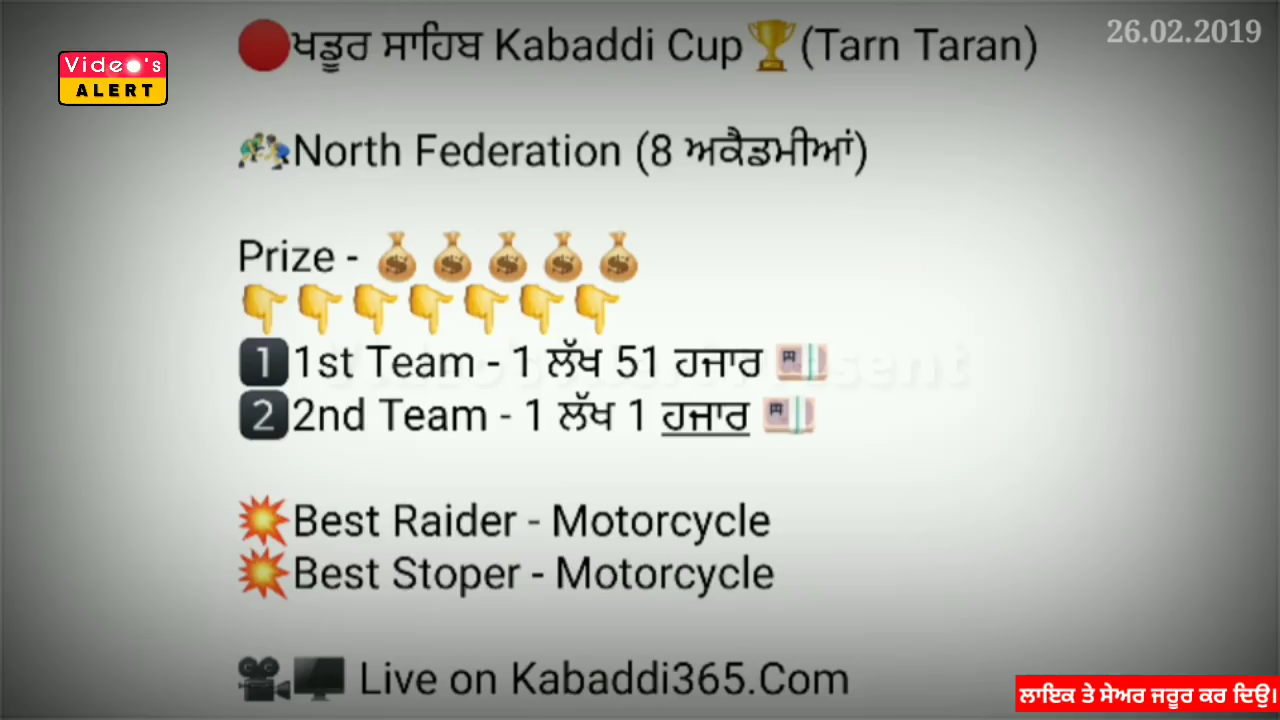 26.02.2019
🔴ਖਡੂਰ ਸਾਹਿਬ Kabaddi Cup🏆(Tarn Taran)
Video's
ALERT
🤼North Federation (8 ਅਕੈਡਮੀਆਂ)
Prize - 💰💰💰💰💰
👇👇👇👇👇👇👇
1️⃣1st Team - 1 ਲੱਖ 51 ਹਜਾਰ 💴
2️⃣2nd Team - 1 ਲੱਖ 1 ਹਜਾਰ 💴
💥Best Raider - Motorcycle
💥Best Stoper - Motorcycle
🎥🖥 Live on Kabaddi365.Com
ਲਾਇਕ ਤੇ ਸੇਅਰ ਜਰੂਰ ਕਰ ਦਿਉ।